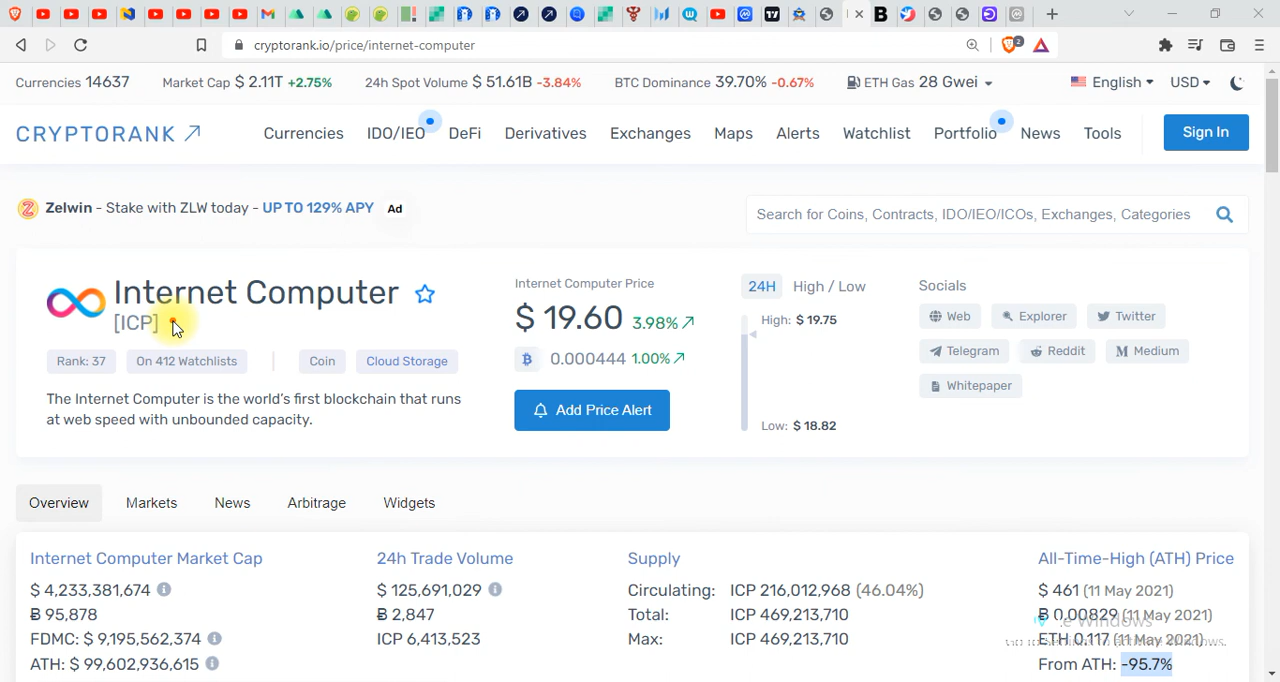 cryptorank.io/price/internet-computer
2
Currencies 14637 Market Cap $ 2.11T +2.75% 24h Spot Volume $ 51.61B -3.84% BTC Dominance 39.70% -0.67% ETH Gas 28 Gwei English USD
CRYPTORANK Currencies IDO/IEO DeFi Derivatives Exchanges Maps Alerts Watchlist Portfolio News Tools Sign In
Zelwin - Stake with ZLW today - UP TO 129% APY Ad
Search for Coins, Contracts, IDO/IEO/ICOs, Exchanges, Categories
Internet Computer
[ICP]
Rank: 37 On 412 Watchlists Coin Cloud Storage
The Internet Computer is the world's first blockchain that runs
at web speed with unbounded capacity.
Internet Computer Price
$ 19.60 3.98%
0.000444 1.00%
Add Price Alert
24H High / Low
High: $ 19.75
Low: $ 18.82
Socials
Web Explorer Twitter
Telegram Reddit Medium
Whitepaper
Overview Markets News Arbitrage Widgets
Internet Computer Market Cap
$ 4,233,381,674
Ƀ 95,878
FDMC: $ 9,195,562,374
ATH: $ 99,602,936,615
24h Trade Volume
$ 125,691,029
Ƀ 2,847
ICP 6,413,523
Supply
Circulating: ICP 216,012,968 (46.04%)
Total: ICP 469,213,710
Max: ICP 469,213,710
All-Time-High (ATH) Price
$ 461 (11 May 2021)
Ƀ 0.00829 (11 May 2021)
ETH 0.117 (11 May 2021)
From ATH: -95.7%